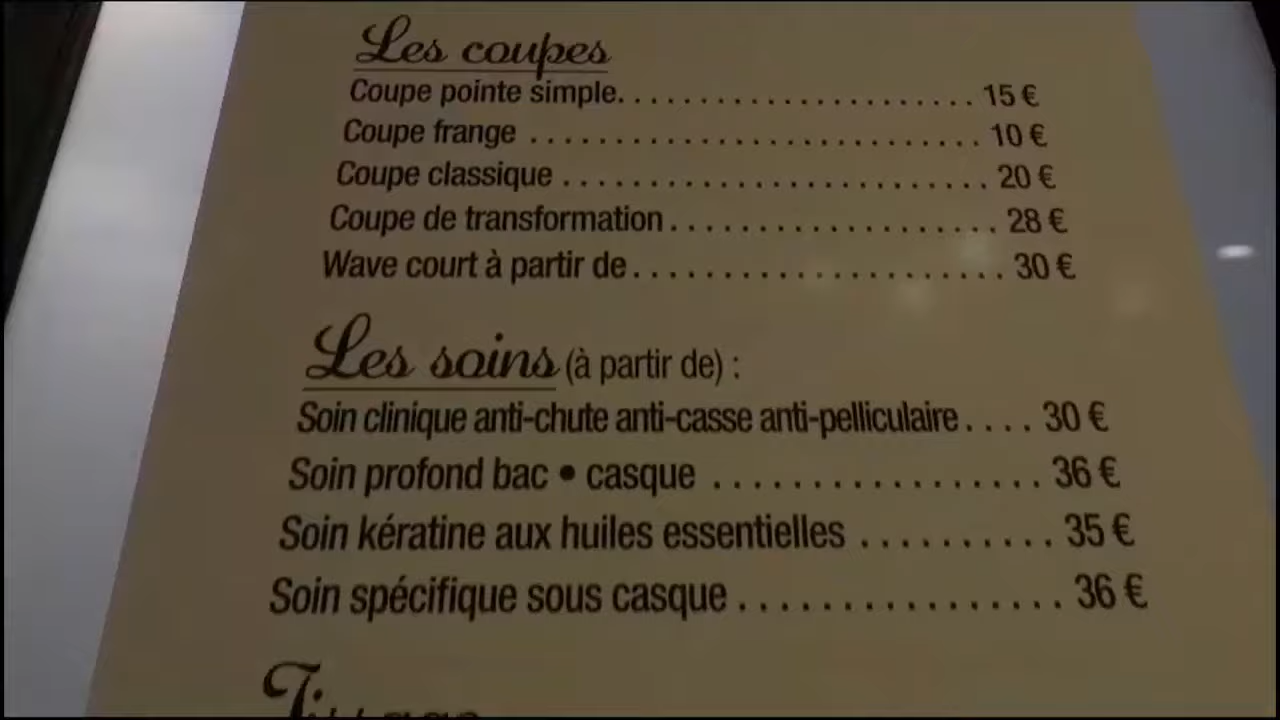 Les coupes
Coupe pointe simple. . . . . . . . . . . . . . . . . . . . . . 15 €
Coupe frange . . . . . . . . . . . . . . . . . . . . . . . . . . . 10 €
Coupe classique . . . . . . . . . . . . . . . . . . . . . . . . . 20 €
Coupe de transformation . . . . . . . . . . . . . . . . . . . 28 €
Wave court à partir de . . . . . . . . . . . . . . . . . . . . . 30 €
Les soins (à partir de) :
Soin clinique anti-chute anti-casse anti-pelliculaire. . . . 30 €
Soin profond bac • casque . . . . . . . . . . . . . . . . . 36 €
Soin kératine aux huiles essentielles . . . . . . . . . . 35 €
Soin spécifique sous casque . . . . . . . . . . . . . . . . 36 €